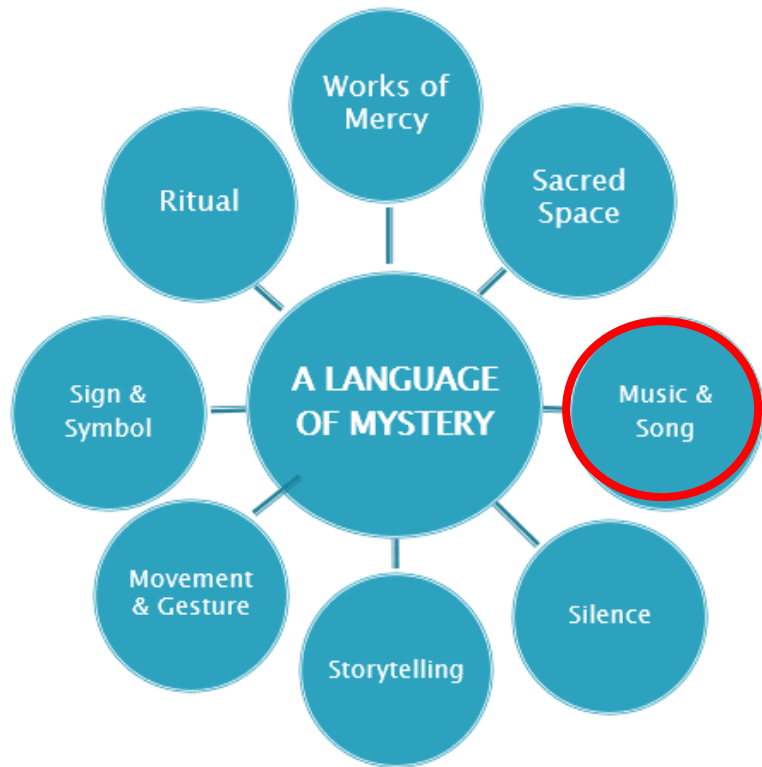 Works of
Mercy
Sacred
Space
Ritual
A LANGUAGE
OF MYSTERY
Music &
Song
Sign &
Symbol
Movement
& Gesture
Silence
Storytelling